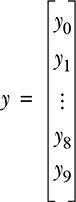 y = [
y₀
y₁
⋮
y₈
y₉
]